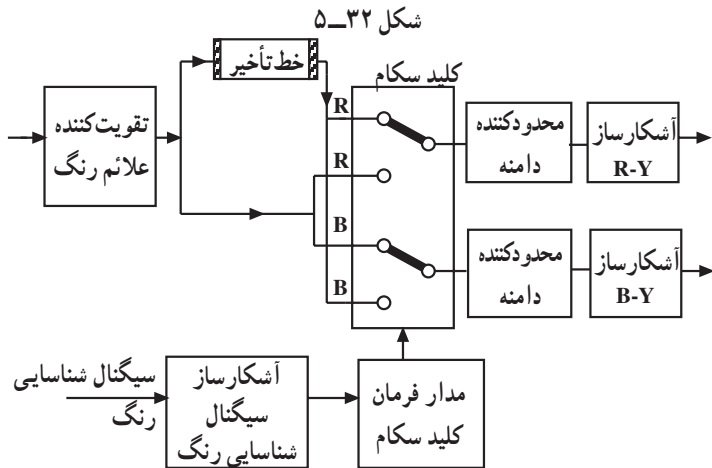 شکل ۳۲ــ۵
خط تأخیر
کلید سکام
تقویت‌کننده
علائم رنگ
R
R
B
B
محدودکننده
دامنه
آشکارساز
R-Y
محدودکننده
دامنه
آشکارساز
B-Y
سیگنال شناسایی
رنگ
آشکارساز
سیگنال
شناسایی رنگ
مدار فرمان
کلید سکام